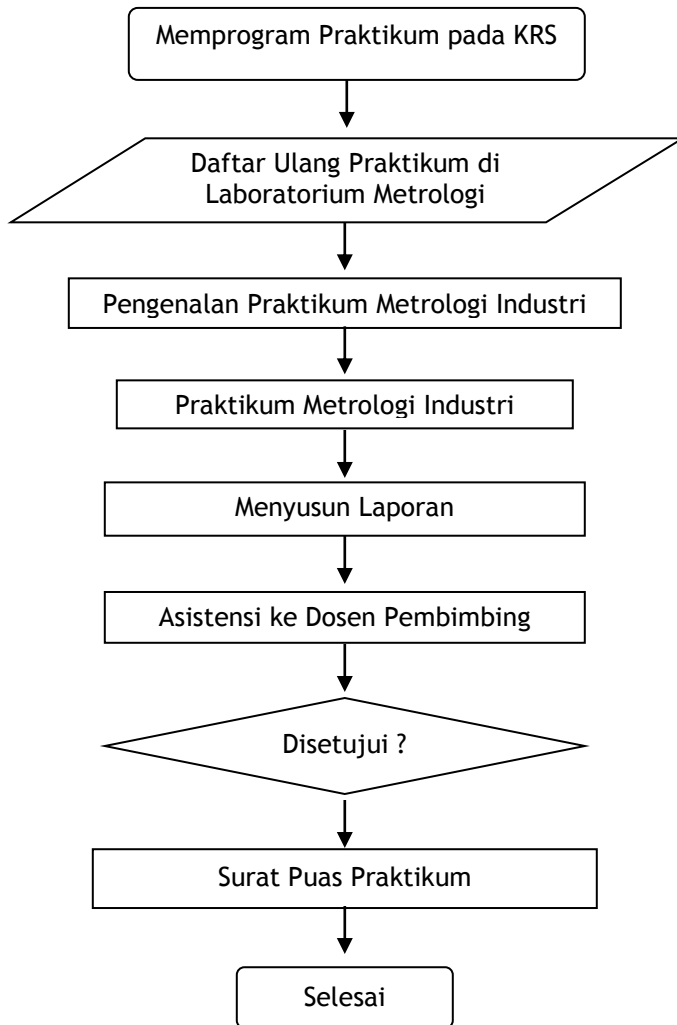 Memprogram Praktikum pada KRS
Daftar Ulang Praktikum di
Laboratorium Metrologi
Pengenalan Praktikum Metrologi Industri
Praktikum Metrologi Industri
Menyusun Laporan
Asistensi ke Dosen Pembimbing
Disetujui ?
Surat Puas Praktikum
Selesai